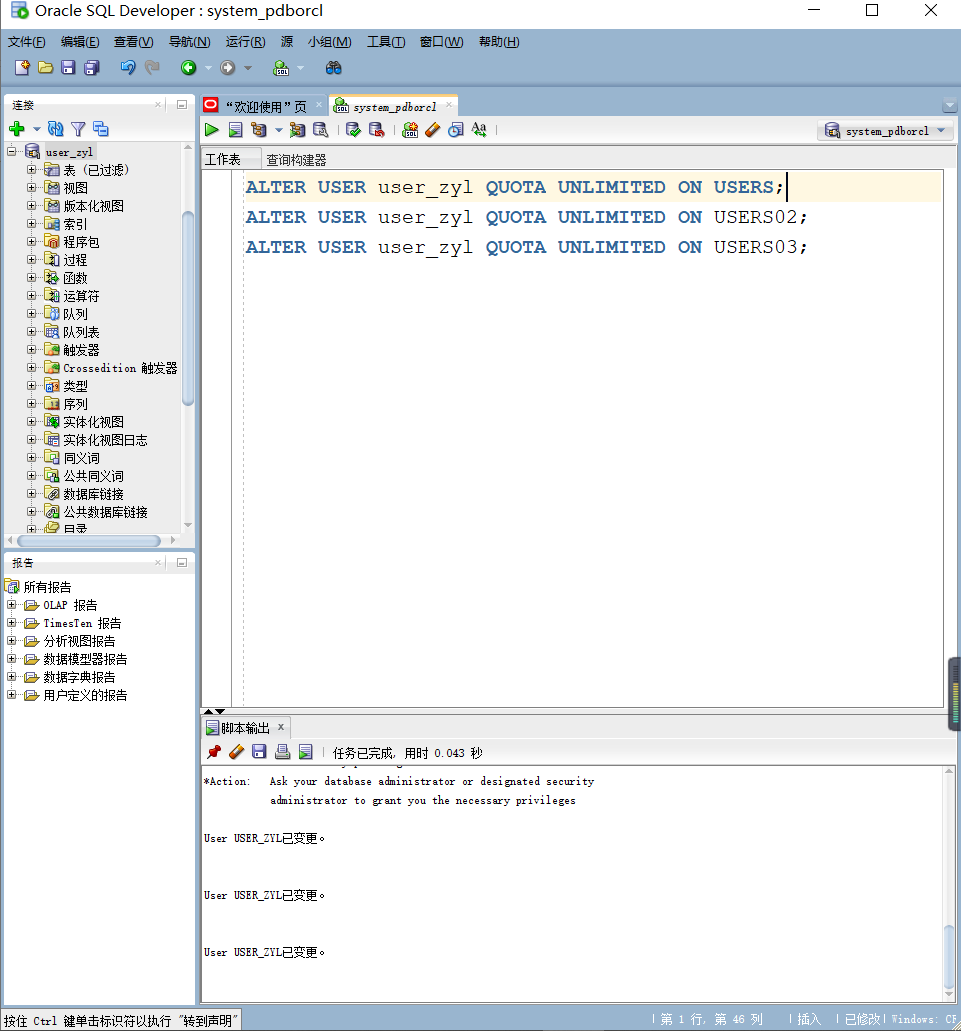 Oracle SQL Developer : system_pdborcl
文件(F) 编辑(E) 查看(V) 导航(N) 运行(R) 源 小组(M) 工具(T) 窗口(W) 帮助(H)
连接
user_zyl
表 (已过滤)
视图
版本化视图
索引
程序包
过程
函数
运算符
队列
队列表
触发器
Crossedition 触发器
类型
序列
实体化视图
实体化视图日志
同义词
公共同义词
数据库链接
公共数据库链接
目录
报告
所有报告
OLAP 报告
TimesTen 报告
分析视图报告
数据模型器报告
数据字典报告
用户定义的报告
“欢迎使用”页 system_pdborcl
system_pdborcl
工作表 查询构建器
ALTER USER user_zyl QUOTA UNLIMITED ON USERS;
ALTER USER user_zyl QUOTA UNLIMITED ON USERS02;
ALTER USER user_zyl QUOTA UNLIMITED ON USERS03;
脚本输出 x
任务已完成, 用时 0.043 秒
*Action: Ask your database administrator or designated security
administrator to grant you the necessary privileges
User USER_ZYL已变更。
User USER_ZYL已变更。
User USER_ZYL已变更。
按住 Ctrl 键单击标识符以执行 "转到声明" 第 1 行, 第 46 列 插入 已修改 Windows: CF